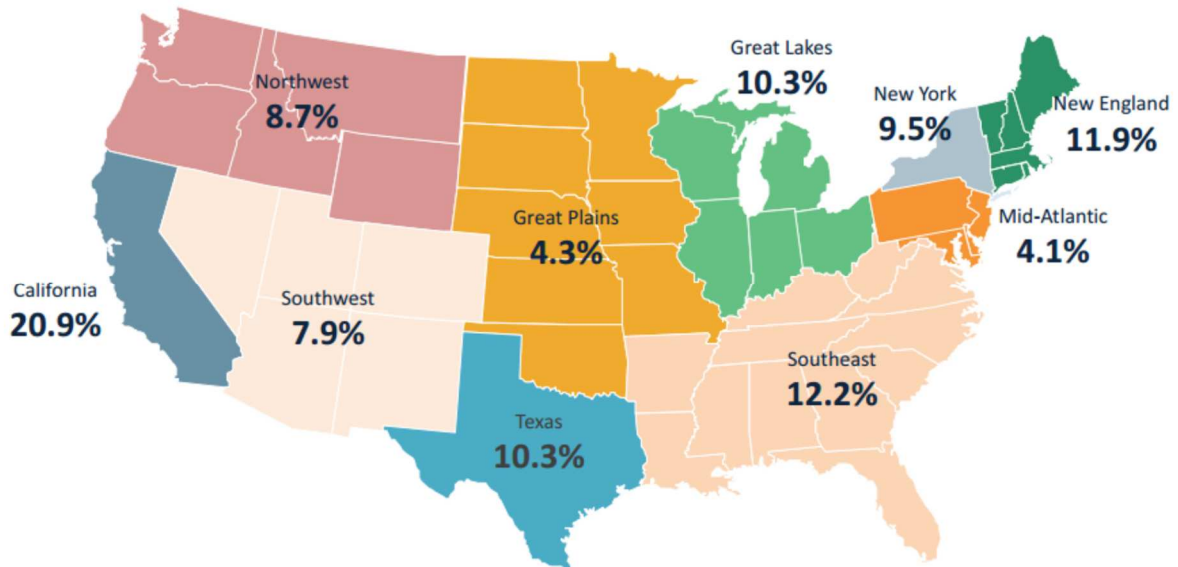 Great Lakes
10.3%
Northwest
8.7%
New York
9.5%
New England
11.9%
Great Plains
4.3%
Mid-Atlantic
4.1%
California
20.9%
Southwest
7.9%
Southeast
12.2%
Texas
10.3%